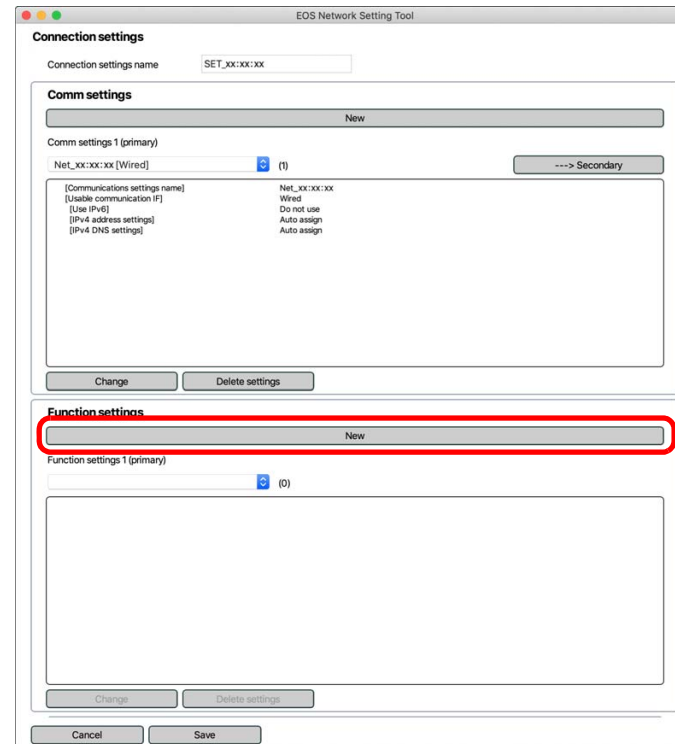 EOS Network Setting Tool
Connection settings
Connection settings name SET_xx:xx:xx
Comm settings
New
Comm settings 1 (primary)
Net_xx:xx:xx [Wired] (1) ---> Secondary
[Communications settings name] Net_xx:xx:xx
[Usable communication IF] Wired
[Use IPv6] Do not use
[IPv4 address settings] Auto assign
[IPv4 DNS settings] Auto assign
Change Delete settings
Function settings
New
Function settings 1 (primary)
(0)
Change Delete settings
Cancel Save